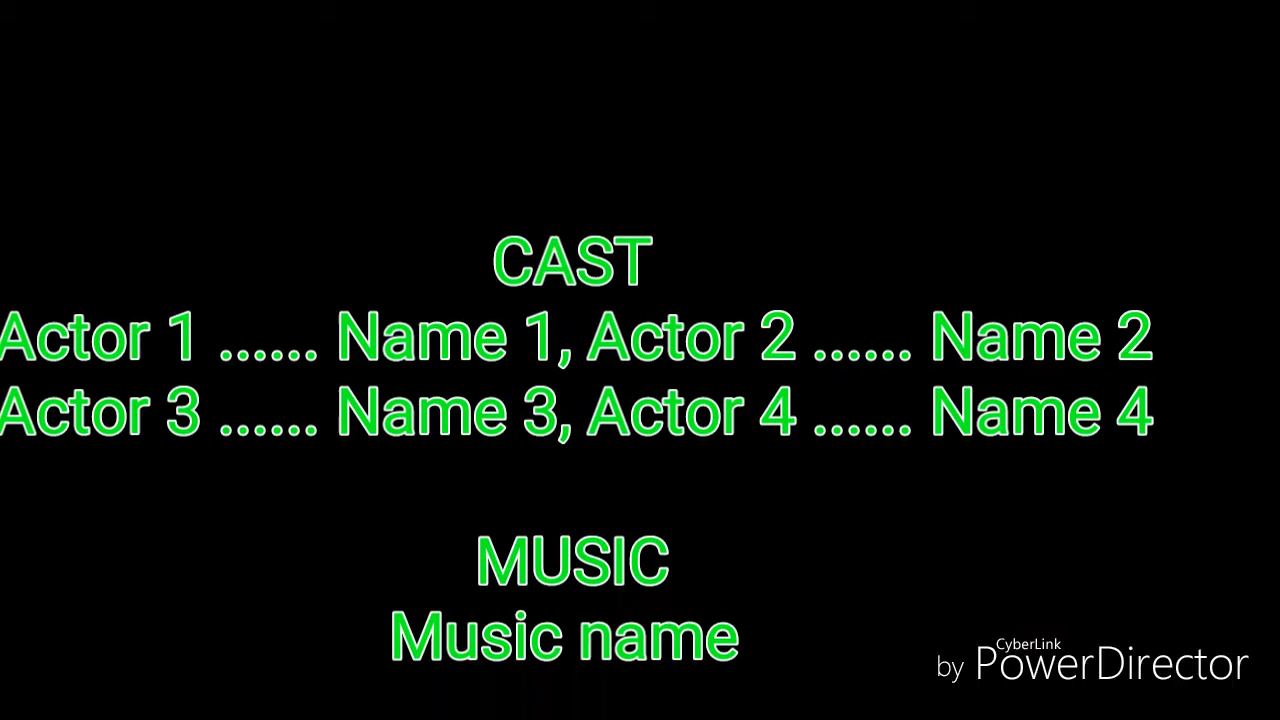 CAST
Actor 1 ...... Name 1, Actor 2 ...... Name 2
Actor 3 ...... Name 3, Actor 4 ...... Name 4
MUSIC
Music name
CyberLink
by PowerDirector